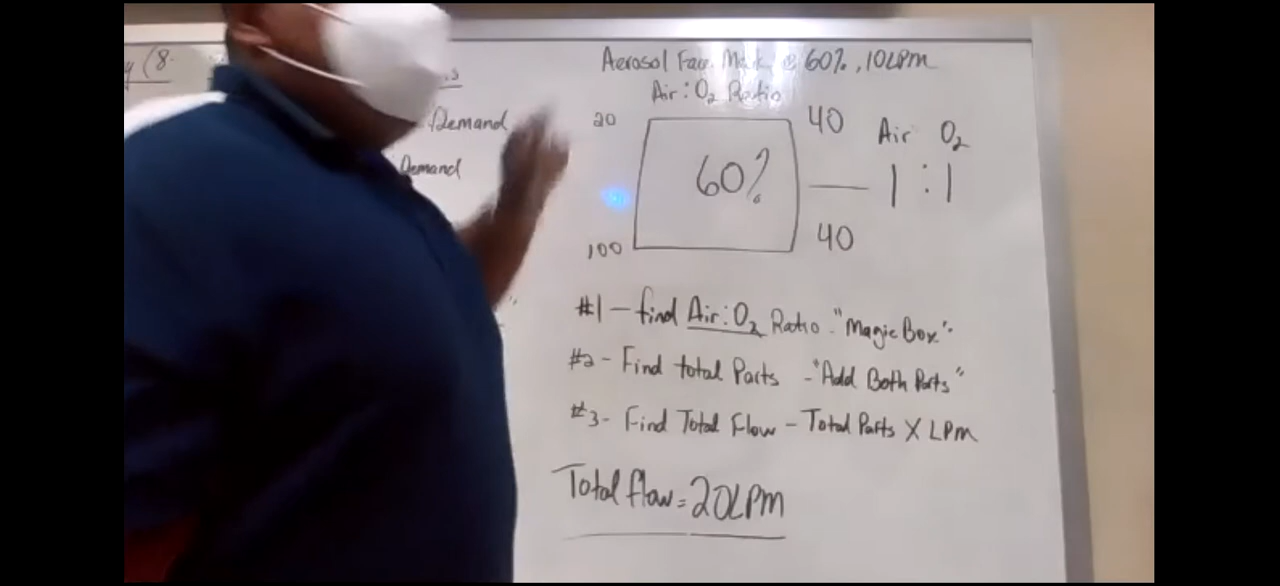 Demand
Demand
Aerosol Face Mask @ 60%, 10LPM
Air : O2 Ratio
20
40
Air O2
60%
1 : 1
100
40
#1 - find Air:O2 Ratio - "Magic Box".
#2 - Find total Parts - "Add Both Parts"
#3 - Find Total Flow - Total Parts X LPM
Total flow = 20LPM